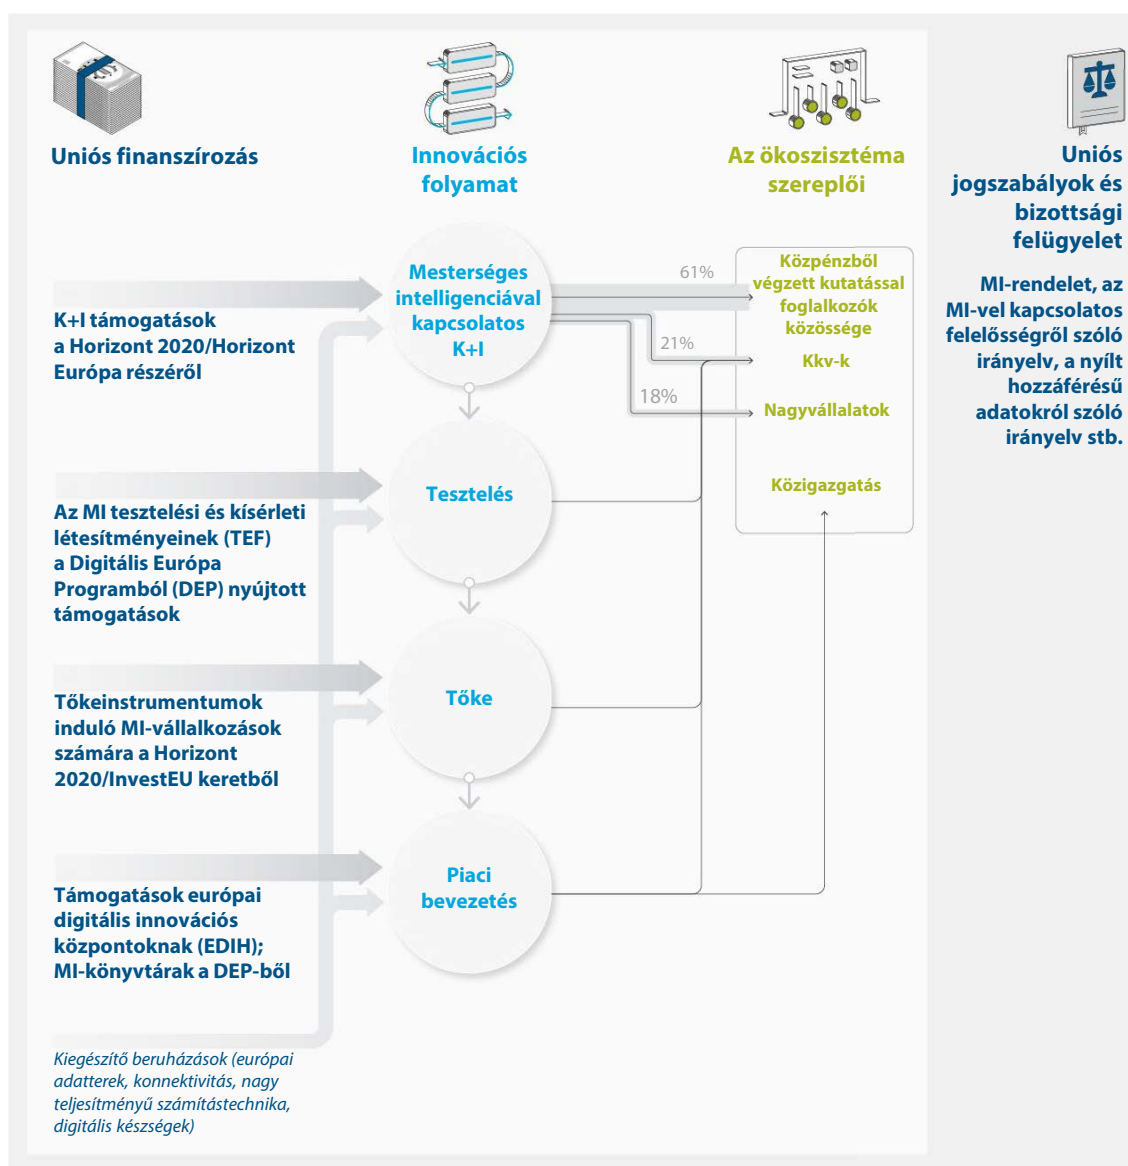 Uniós finanszírozás
Innovációs
folyamat
Az ökoszisztéma
szereplői
Uniós
jogszabályok és
bizottsági
felügyelet
MI-rendelet, az
MI-vel kapcsolatos
felelősségről szóló
irányelv, a nyílt
hozzáférésű
adatokról szóló
irányelv stb.
K+I támogatások
a Horizont 2020/Horizont
Európa részéről
Mesterséges
intelligenciával
kapcsolatos
K+I
61%
21%
18%
Közpénzből
végzett kutatással
foglalkozók
közössége
Kkv-k
Nagyvállalatok
Közigazgatás
Az MI tesztelési és kísérleti
létesítményeinek (TEF)
a Digitális Európa
Programból (DEP) nyújtott
támogatások
Tesztelés
Tőkeinstrumentumok
induló MI-vállalkozások
számára a Horizont
2020/InvestEU keretből
Tőke
Támogatások európai
digitális innovációs
központoknak (EDIH);
MI-könyvtárak a DEP-ből
Piaci
bevezetés
Kiegészítő beruházások (európai
adatterek, konnektivitás, nagy
teljesítményű számítástechnika,
digitális készségek)